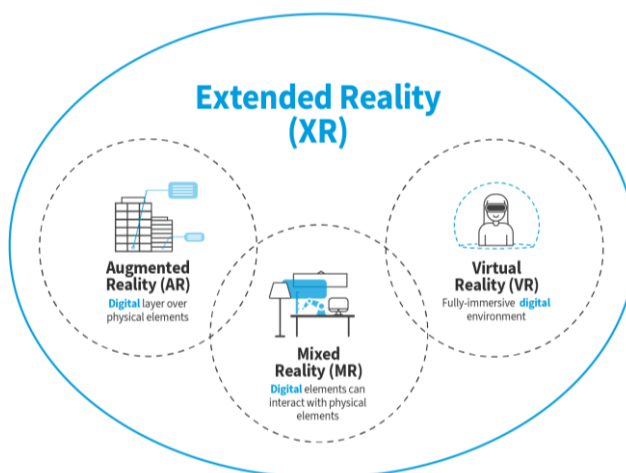 Extended Reality
(XR)
Augmented
Reality (AR)
Digital layer over
physical elements
Mixed
Reality (MR)
Digital elements can
interact with physical
elements
Virtual
Reality (VR)
Fully-immersive digital
environment